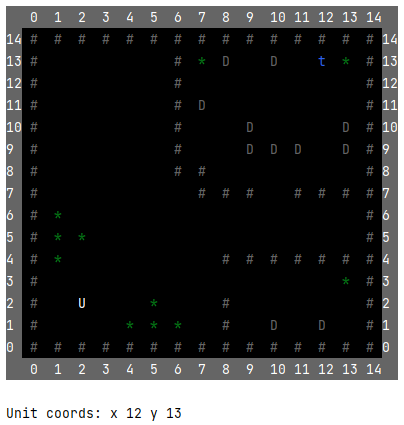 0 1 2 3 4 5 6 7 8 9 10 11 12 13 14
14 # # # # # # # # # # # # # # # 14
13 # # * D D t * # 13
12 # # # 12
11 # # D # 11
10 # # D D # 10
9 # # D D D D # 9
8 # # # # 8
7 # # # # # # # # 7
6 # * # 6
5 # * * # 5
4 # * # # # # # # # 4
3 # * # 3
2 # U * # # 2
1 # * * * # D D # 1
0 # # # # # # # # # # # # # # # 0
0 1 2 3 4 5 6 7 8 9 10 11 12 13 14
Unit coords: x 12 y 13